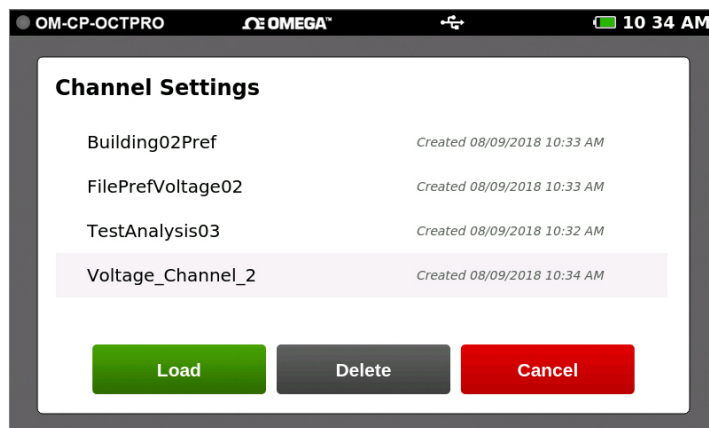 OM-CP-OCTPRO ΩE OMEGA™ 10 34 AM
Channel Settings
Building02Pref Created 08/09/2018 10:33 AM
FilePrefVoltage02 Created 08/09/2018 10:33 AM
TestAnalysis03 Created 08/09/2018 10:32 AM
Voltage_Channel_2 Created 08/09/2018 10:34 AM
Load Delete Cancel